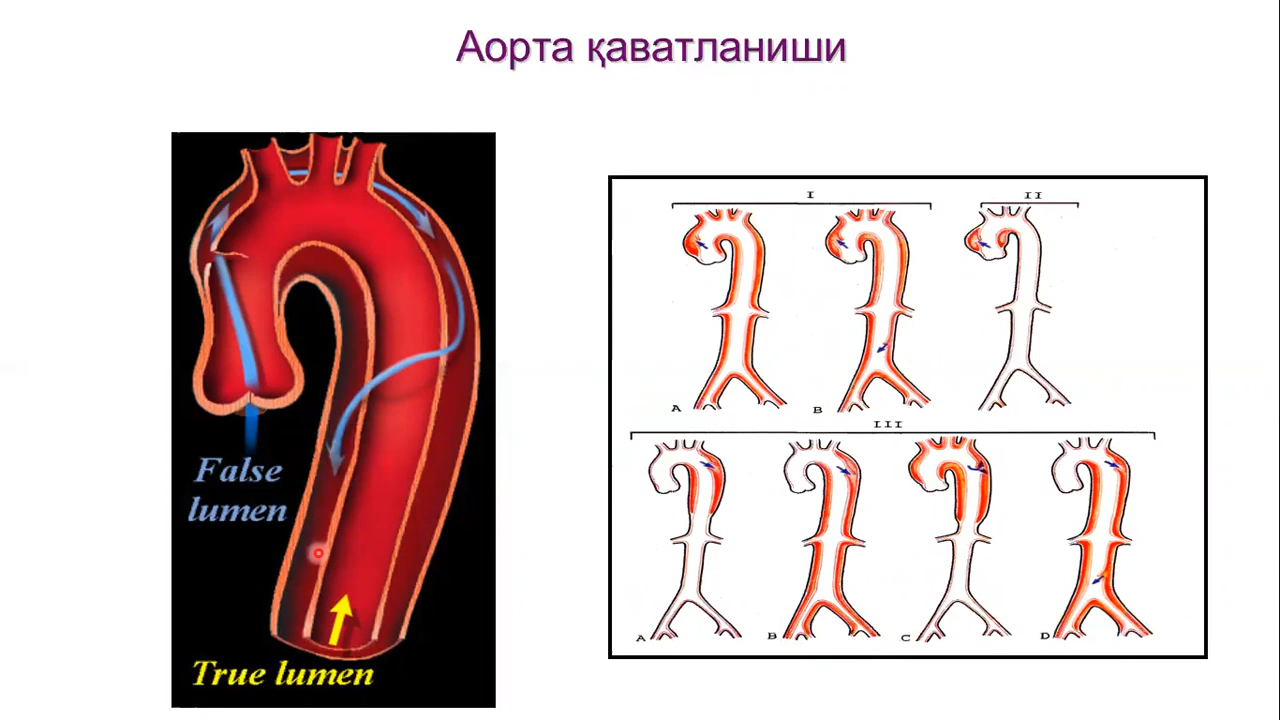 Аорта қаватланиши
False
lumen
True lumen
I
II
A
B
III
A
B
C
D